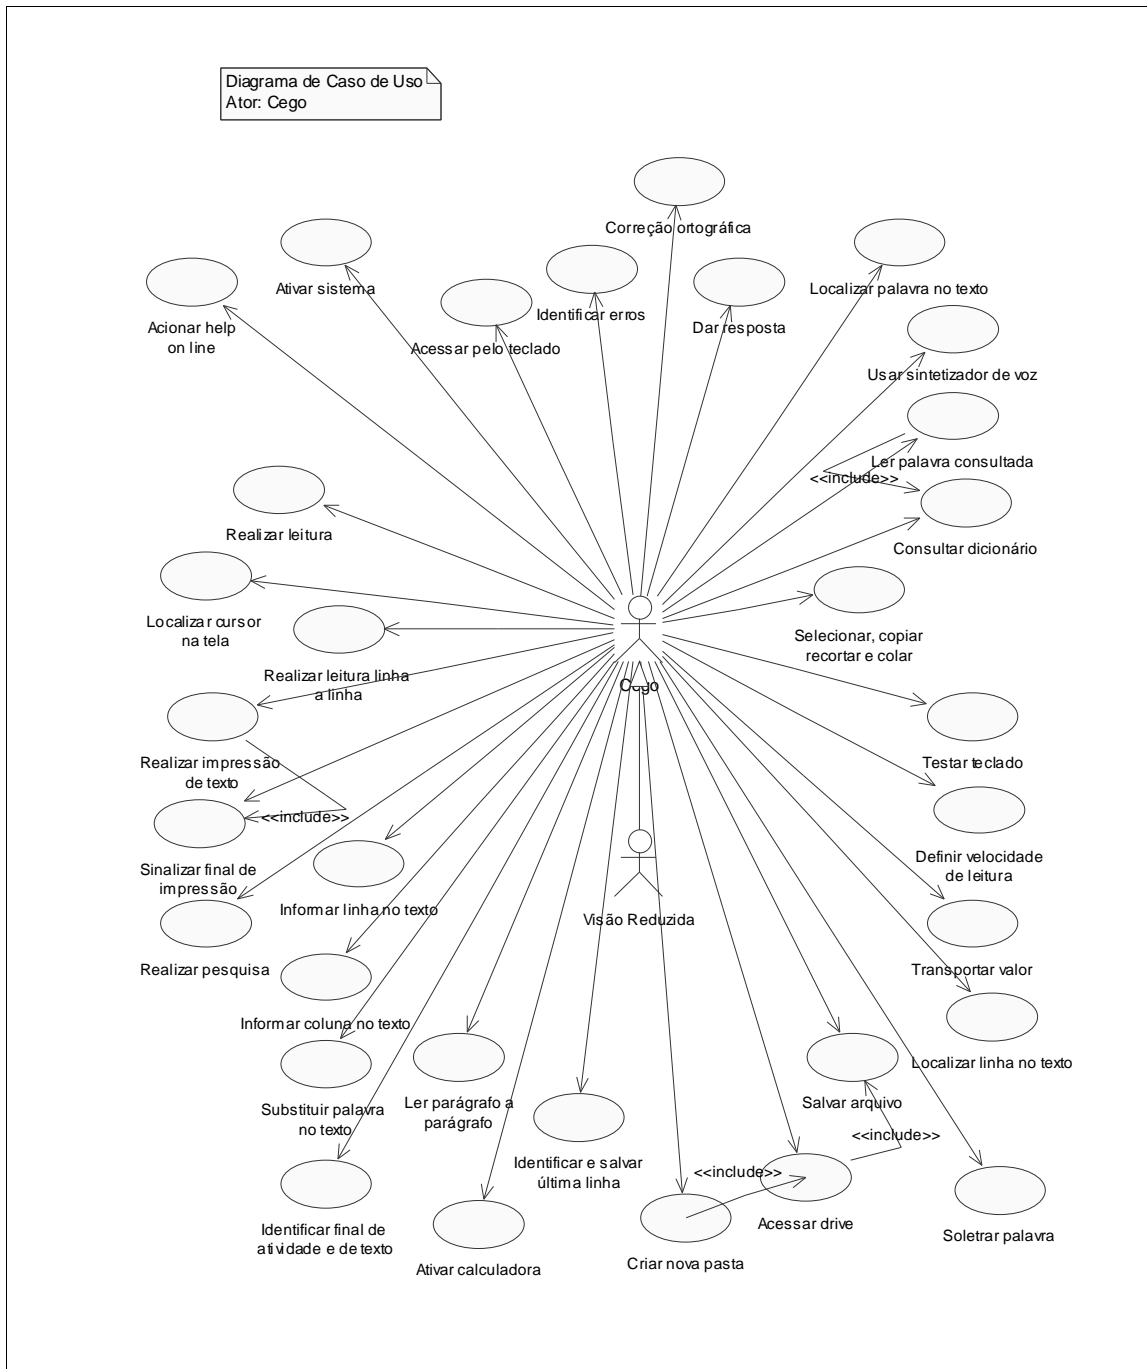 Diagrama de Caso de Uso
Ator: Cego
Correção ortográfica
Ativar sistema
Localizar palavra no texto
Identificar erros
Dar resposta
Acionar help
on line
Acessar pelo teclado
Usar sintetizador de voz
Ler palavra consultada
<<include>>
Realizar leitura
Consultar dicionário
Localizar cursor
na tela
Selecionar, copiar
recortar e colar
Realizar leitura linha
a linha
Cego
Realizar impressão
de texto
Testar teclado
<<include>>
Sinalizar final de
impressão
Definir velocidade
de leitura
Informar linha no texto
Visão Reduzida
Realizar pesquisa
Transportar valor
Informar coluna no texto
Localizar linha no texto
Substituir palavra
no texto
Ler parágrafo a
parágrafo
Salvar arquivo
<<include>>
Identificar e salvar
última linha
<<include>>
Identificar final de
atividade e de texto
Acessar drive
Soletrar palavra
Ativar calculadora
Criar nova pasta